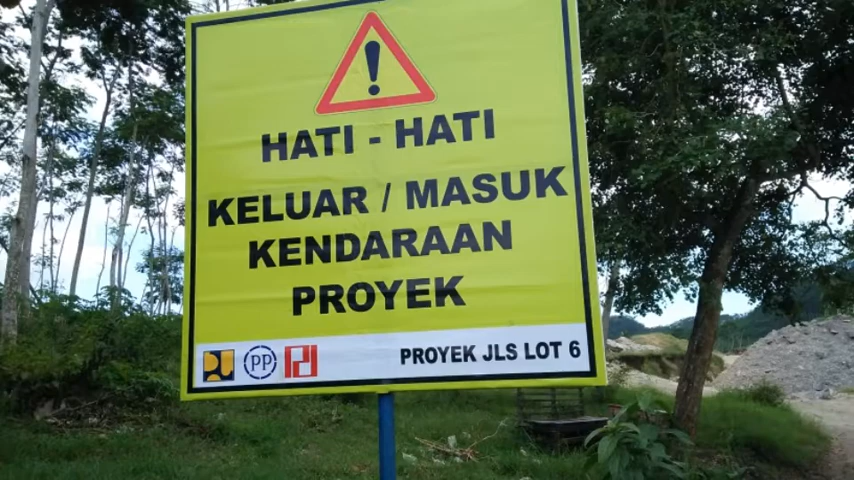 HATI - HATI
KELUAR / MASUK
KENDARAAN
PROYEK
PP
PROYEK JLS LOT 6